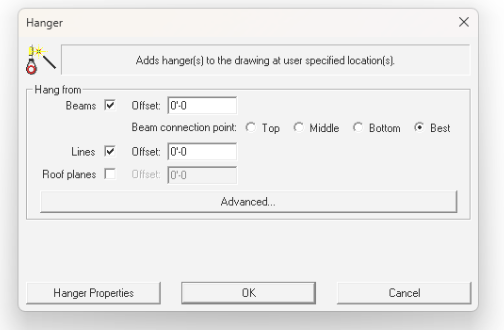 Hanger
Adds hanger(s) to the drawing at user specified location(s).
Hang from
Beams Offset: 0'-0
Beam connection point: Top Middle Bottom Best
Lines Offset: 0'-0
Roof planes Offset: 0'-0
Advanced...
Hanger Properties OK Cancel